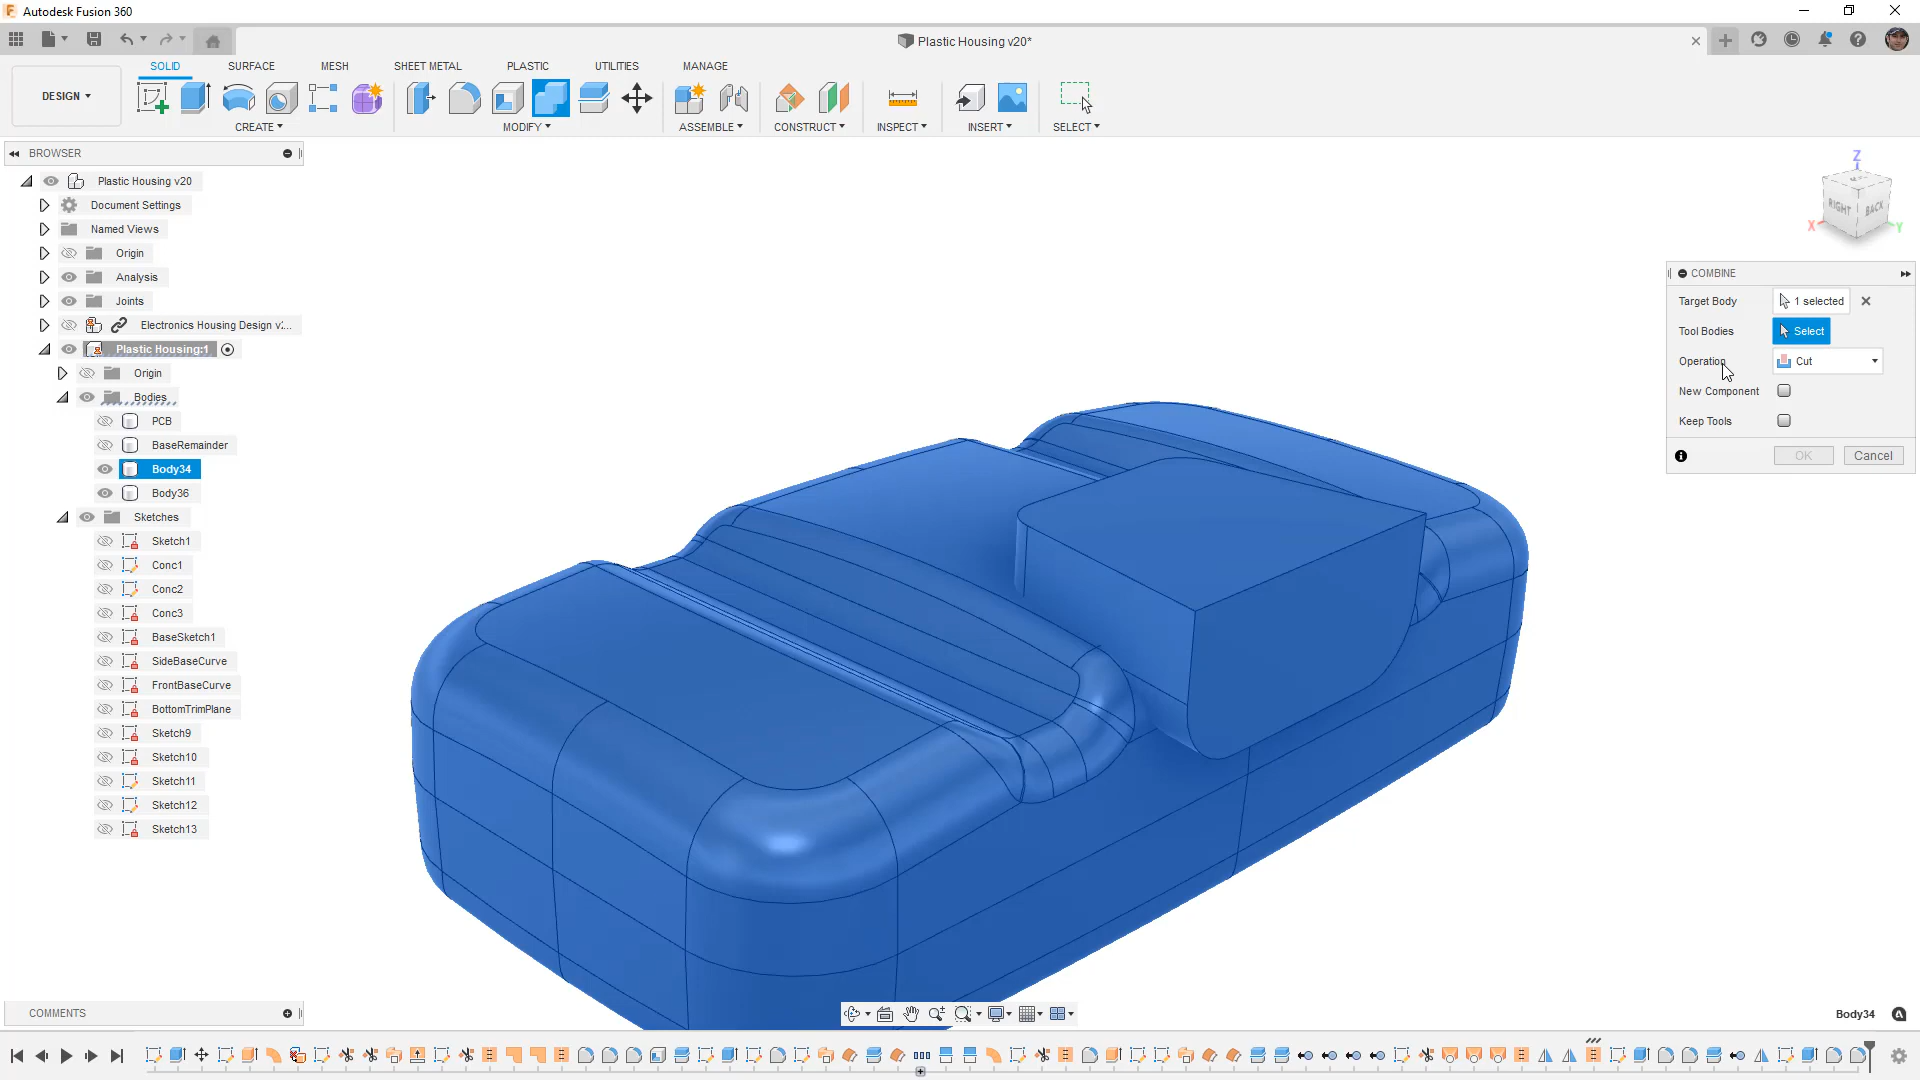 Autodesk Fusion 360
Plastic Housing v20*
DESIGN
SOLID
SURFACE
MESH
SHEET METAL
PLASTIC
UTILITIES
MANAGE
CREATE
MODIFY
ASSEMBLE
CONSTRUCT
INSPECT
INSERT
SELECT
BROWSER
Plastic Housing v20
Document Settings
Named Views
Origin
Analysis
Joints
Electronics Housing Design v:...
Plastic Housing:1
Origin
Bodies
PCB
BaseRemainder
Body34
Body36
Sketches
Sketch1
Conc1
Conc2
Conc3
BaseSketch1
SideBaseCurve
FrontBaseCurve
BottomTrimPlane
Sketch9
Sketch10
Sketch11
Sketch12
Sketch13
Z
RIGHT
BACK
X
Y
COMBINE
Target Body
1 selected
Tool Bodies
Select
Operation
Cut
New Component
Keep Tools
OK
Cancel
COMMENTS
Body34